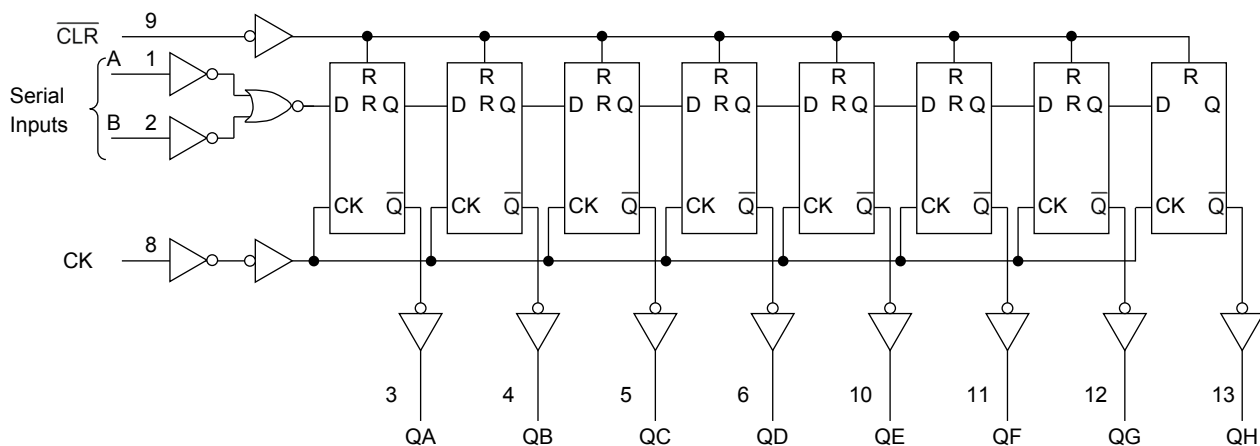 CLR 9
R R R R R R R R
A 1
Serial Inputs
D R Q D R Q D R Q D R Q D R Q D R Q D R Q D Q
B 2
CK Q CK Q CK Q CK Q CK Q CK Q CK Q CK Q
CK 8
3 4 5 6 10 11 12 13
QA QB QC QD QE QF QG QH